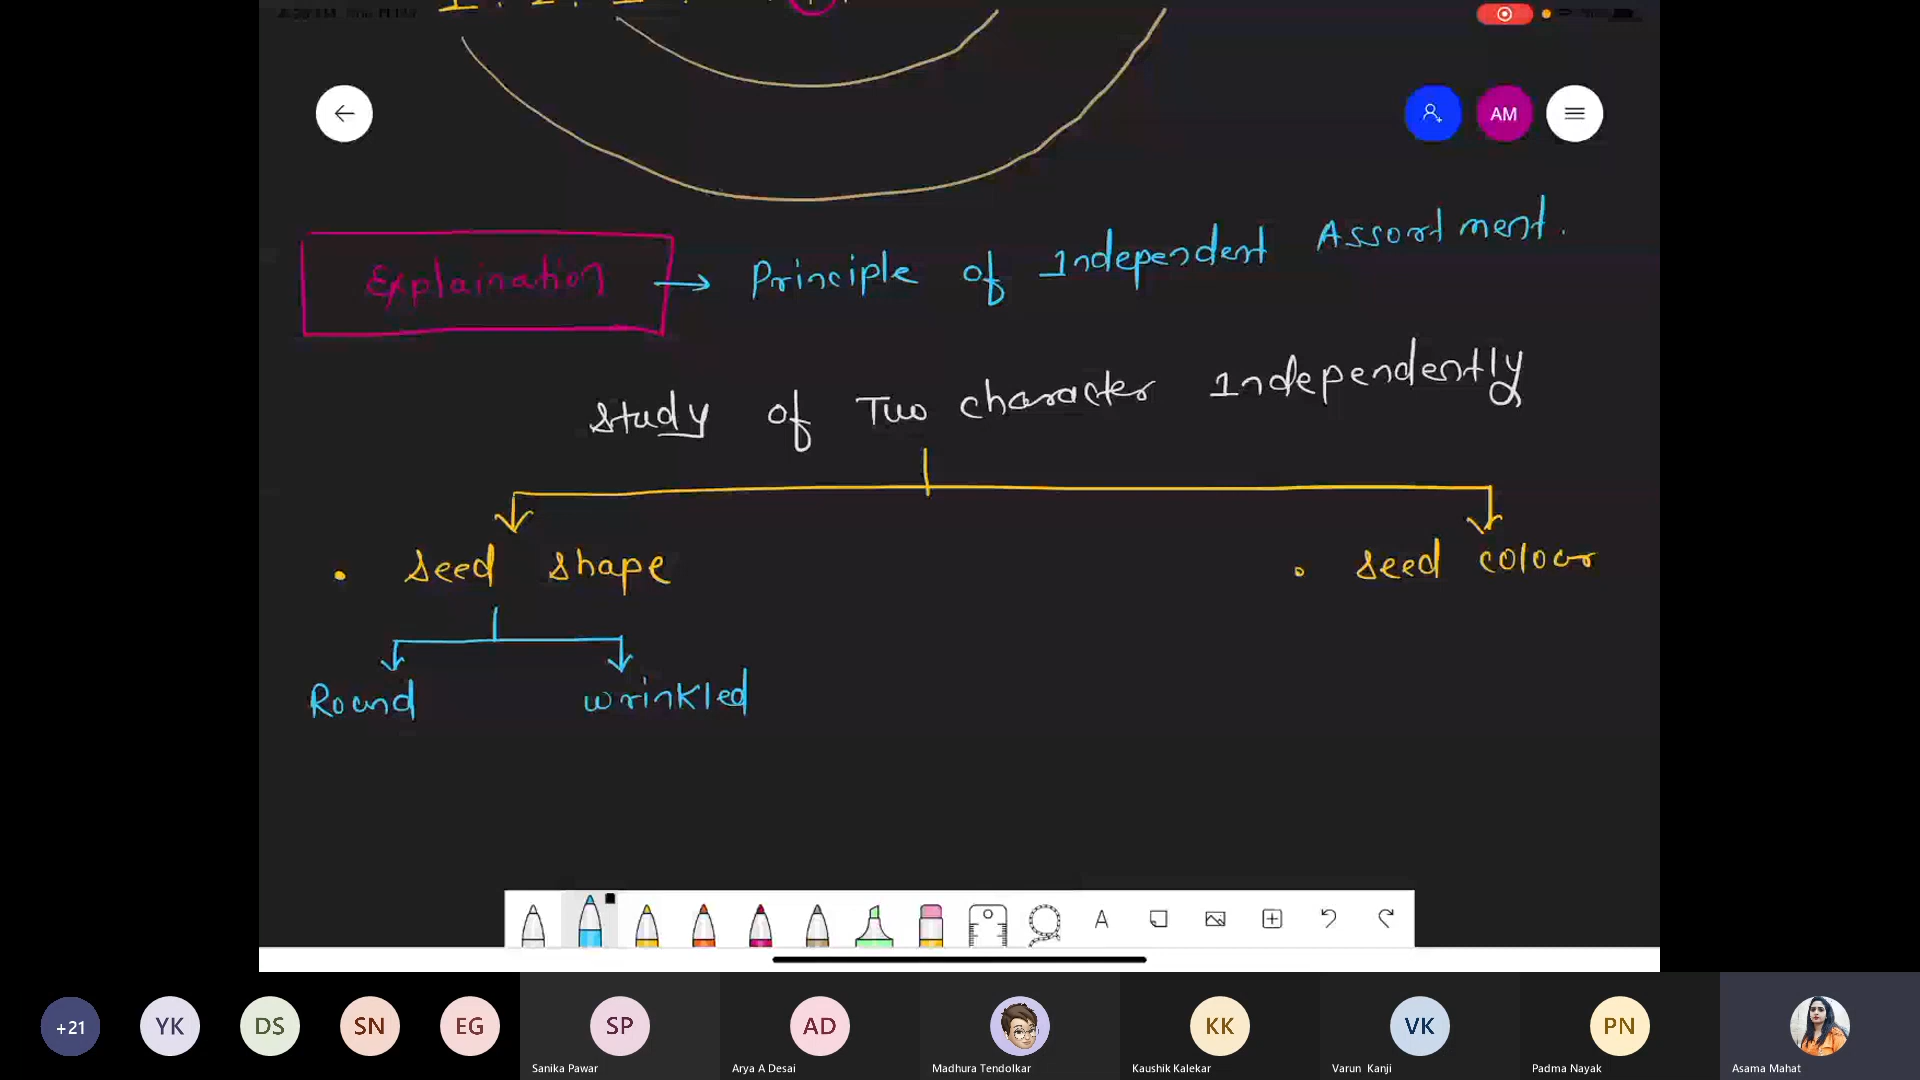 AM
Explaination → Principle of Independent Assortment.
Study of Two character Independently
• Seed shape
• Seed colour
Round
wrinkled
A
+21
YK
DS
SN
EG
SP
AD
KK
VK
PN
Sanika Pawar
Arya A Desai
Madhura Tendolkar
Kaushik Kalekar
Varun Kanji
Padma Nayak
Asama Mahat